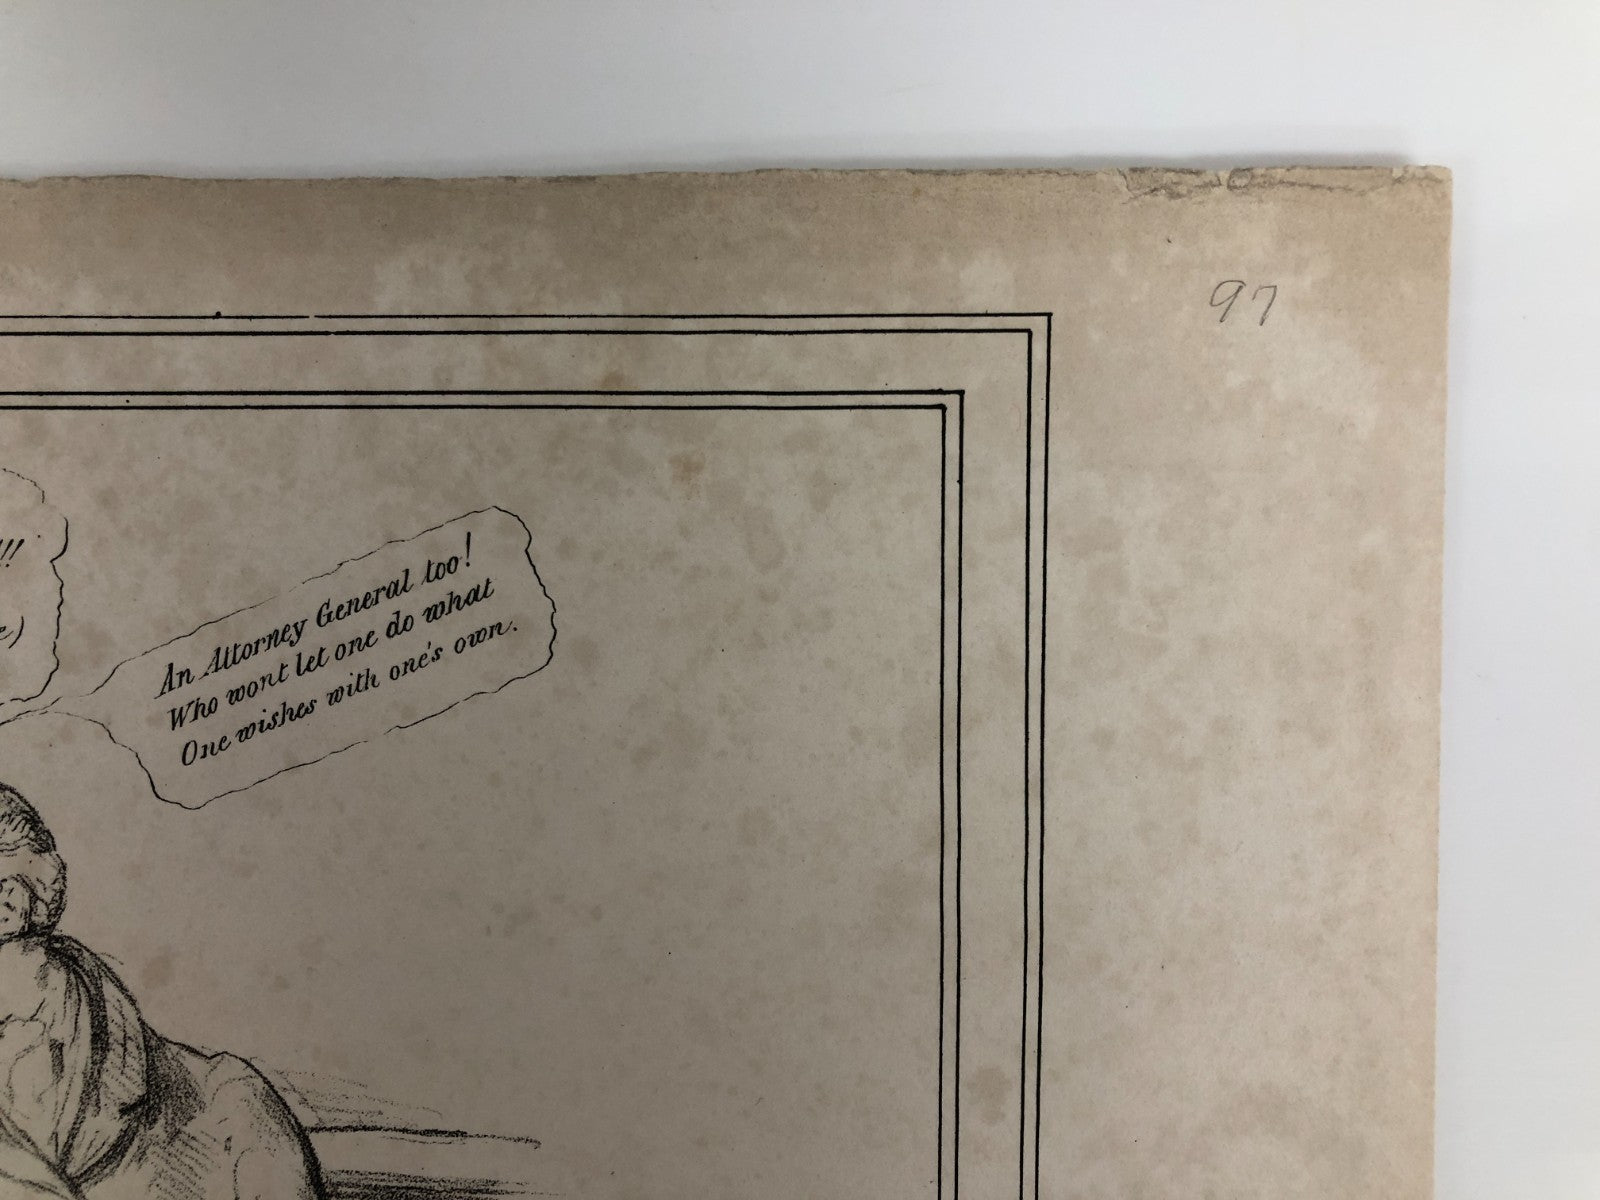 97
!!!
e)
An Attorney General too!
Who wont let one do what
One wishes with one's own.